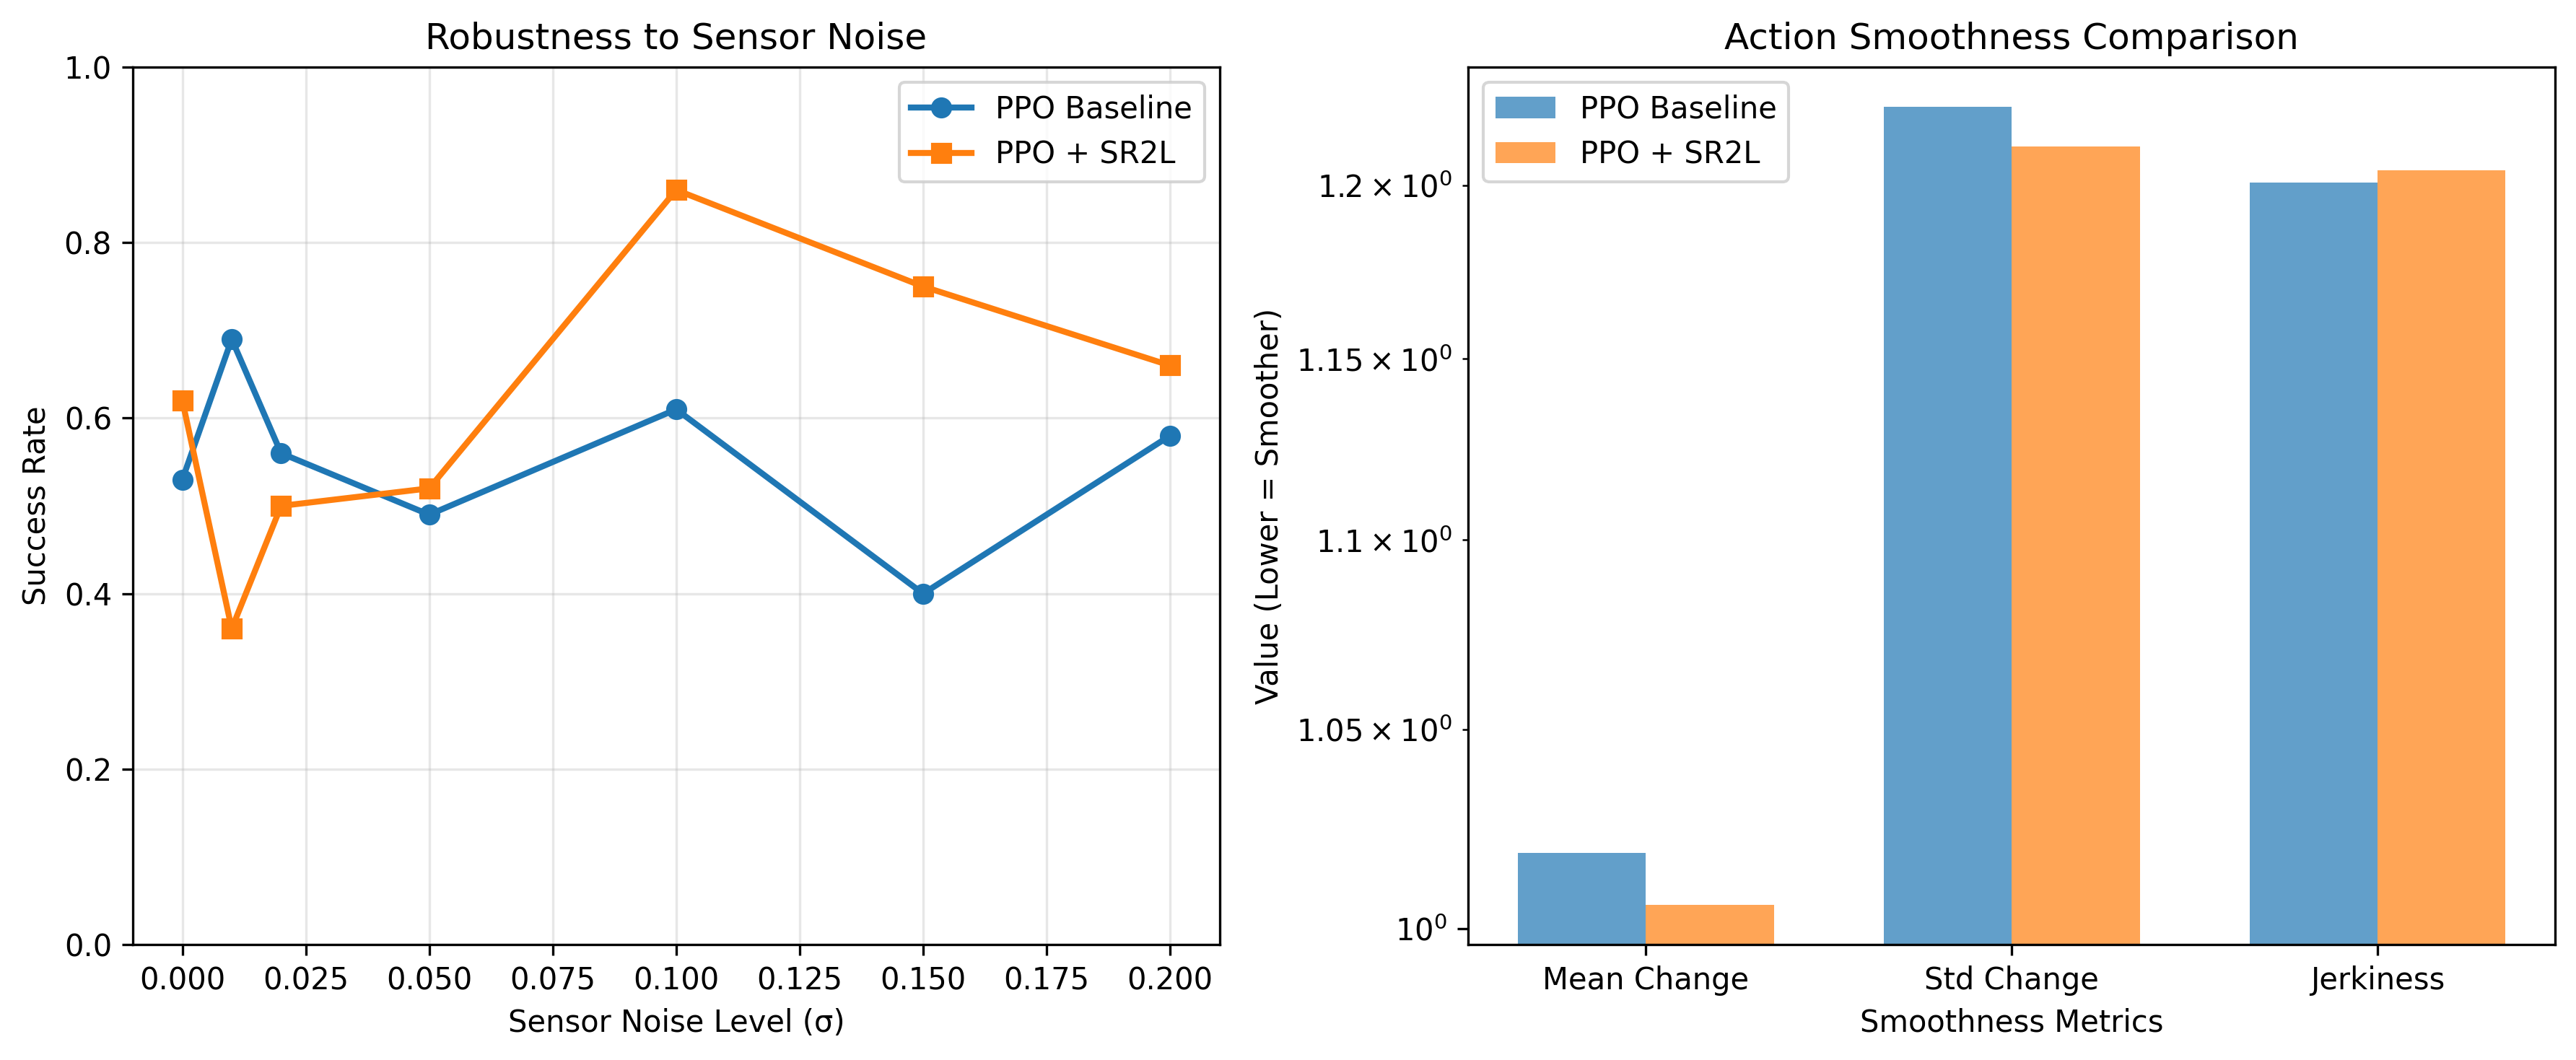 Robustness to Sensor Noise
PPO Baseline
PPO + SR2L
Success Rate
1.0
0.8
0.6
0.4
0.2
0.0
0.000 0.025 0.050 0.075 0.100 0.125 0.150 0.175 0.200
Sensor Noise Level (σ)
Action Smoothness Comparison
PPO Baseline
PPO + SR2L
Value (Lower = Smoother)
1.2 × 10⁰
1.15 × 10⁰
1.1 × 10⁰
1.05 × 10⁰
10⁰
Mean Change Std Change Jerkiness
Smoothness Metrics